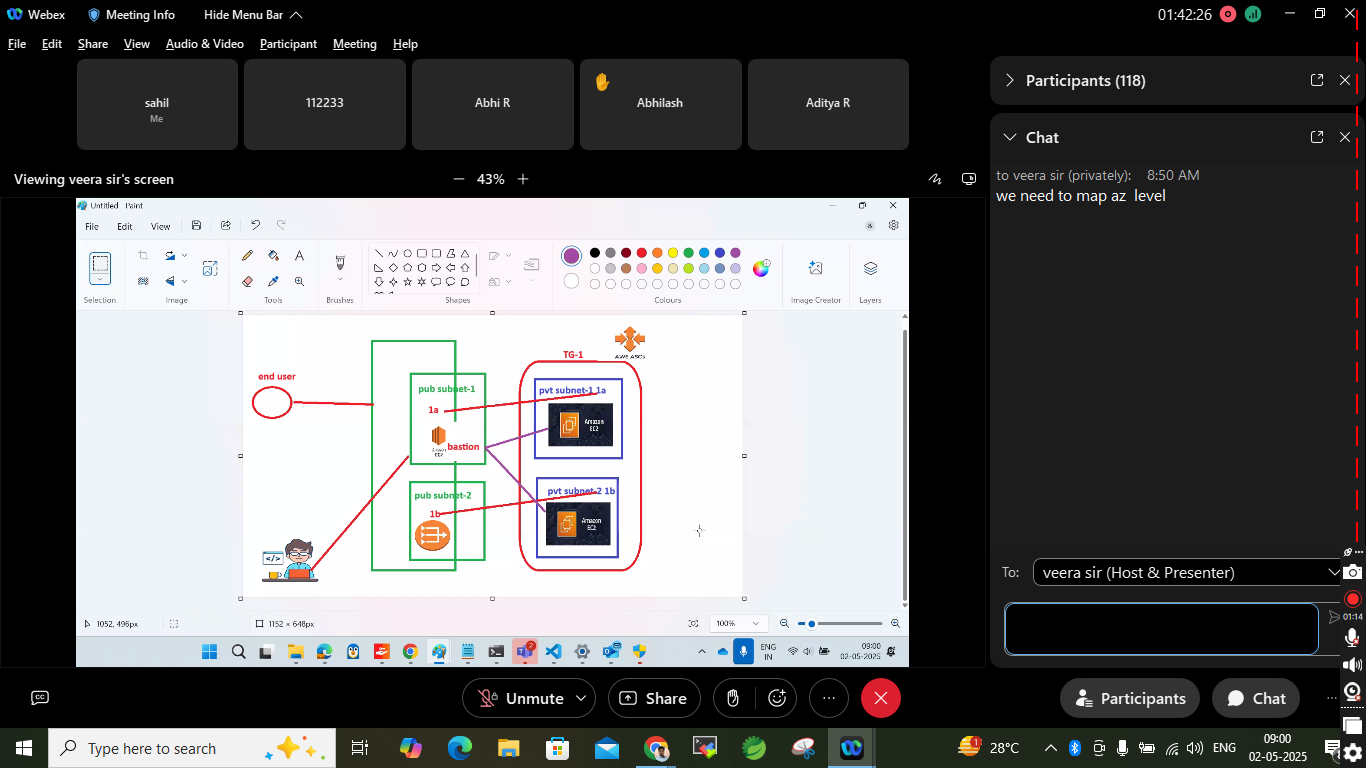 Webex
Meeting Info
Hide Menu Bar
01:42:26
File Edit Share View Audio & Video Participant Meeting Help
sahil
Me
112233
Abhi R
Abhilash
Aditya R
Participants (118)
Chat
to veera sir (privately): 8:50 AM
we need to map az level
Viewing veera sir's screen
43%
Untitled - Paint
File Edit View
Selection
Image
Tools
Brushes
Shapes
Colours
Image Creator
Layers
AWS ASGs
TG-1
end user
pub subnet-1
1a
Amazon
EC2
bastion
pvt subnet-1 1a
Amazon
EC2
pub subnet-2
1b
pvt subnet-2 1b
Amazon
EC2
</>
1052, 496px
1152 × 648px
100%
2
ENG
IN
09:00
02-05-2025
To: veera sir (Host & Presenter)
01:14
CC
Unmute
Share
Participants
Chat
Type here to search
1
28°C
ENG
09:00
02-05-2025